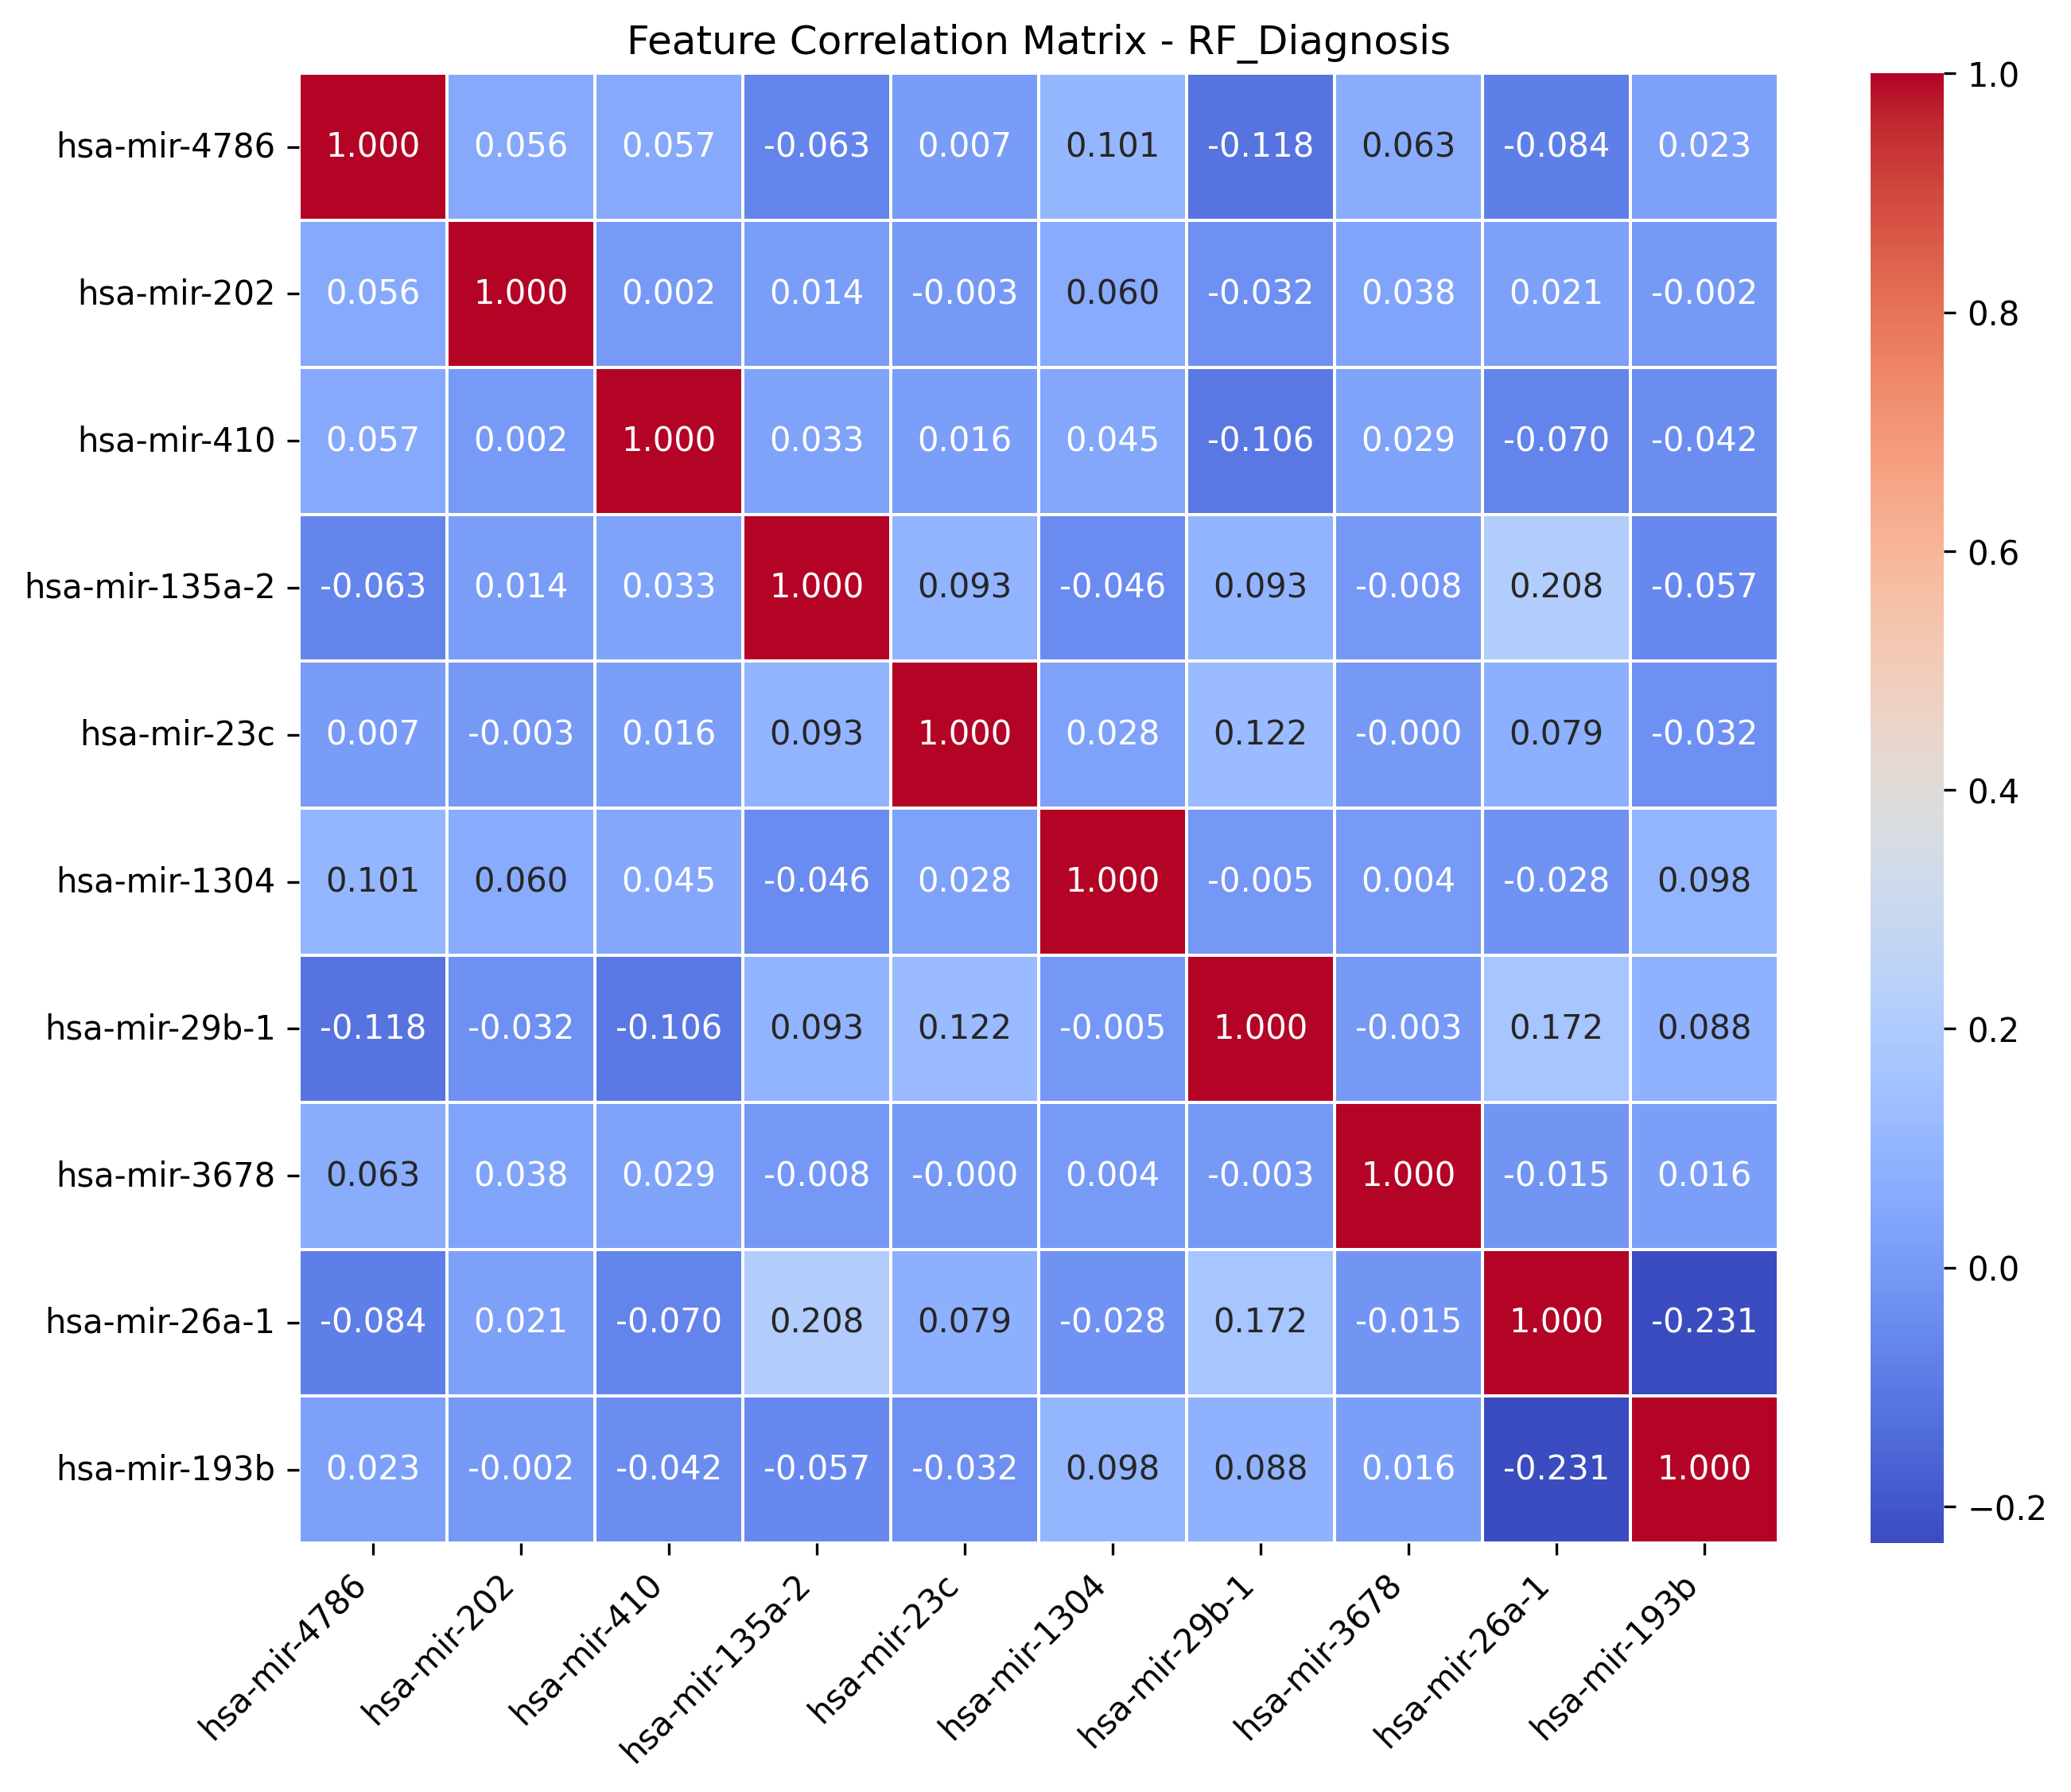 Feature Correlation Matrix - RF_Diagnosis
hsa-mir-4786 1.000 0.056 0.057 -0.063 0.007 0.101 -0.118 0.063 -0.084 0.023
hsa-mir-202 0.056 1.000 0.002 0.014 -0.003 0.060 -0.032 0.038 0.021 -0.002
hsa-mir-410 0.057 0.002 1.000 0.033 0.016 0.045 -0.106 0.029 -0.070 -0.042
hsa-mir-135a-2 -0.063 0.014 0.033 1.000 0.093 -0.046 0.093 -0.008 0.208 -0.057
hsa-mir-23c 0.007 -0.003 0.016 0.093 1.000 0.028 0.122 -0.000 0.079 -0.032
hsa-mir-1304 0.101 0.060 0.045 -0.046 0.028 1.000 -0.005 0.004 -0.028 0.098
hsa-mir-29b-1 -0.118 -0.032 -0.106 0.093 0.122 -0.005 1.000 -0.003 0.172 0.088
hsa-mir-3678 0.063 0.038 0.029 -0.008 -0.000 0.004 -0.003 1.000 -0.015 0.016
hsa-mir-26a-1 -0.084 0.021 -0.070 0.208 0.079 -0.028 0.172 -0.015 1.000 -0.231
hsa-mir-193b 0.023 -0.002 -0.042 -0.057 -0.032 0.098 0.088 0.016 -0.231 1.000
hsa-mir-4786 hsa-mir-202 hsa-mir-410 hsa-mir-135a-2 hsa-mir-23c hsa-mir-1304 hsa-mir-29b-1 hsa-mir-3678 hsa-mir-26a-1 hsa-mir-193b
1.0
0.8
0.6
0.4
0.2
0.0
−0.2